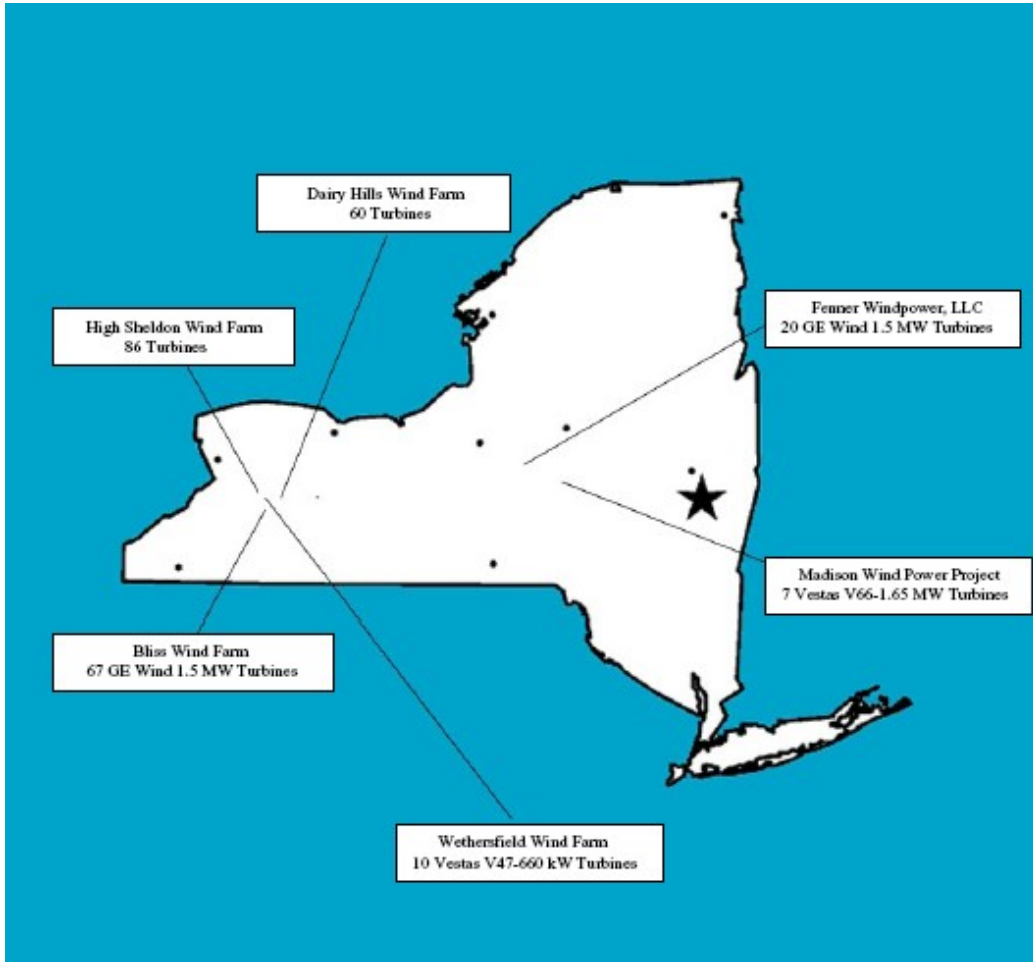 Dairy Hills Wind Farm
60 Turbines
High Sheldon Wind Farm
86 Turbines
Fenner Windpower, LLC
20 GE Wind 1.5 MW Turbines
Madison Wind Power Project
7 Vestas V66-1.65 MW Turbines
Bliss Wind Farm
67 GE Wind 1.5 MW Turbines
Wethersfield Wind Farm
10 Vestas V47-660 kW Turbines